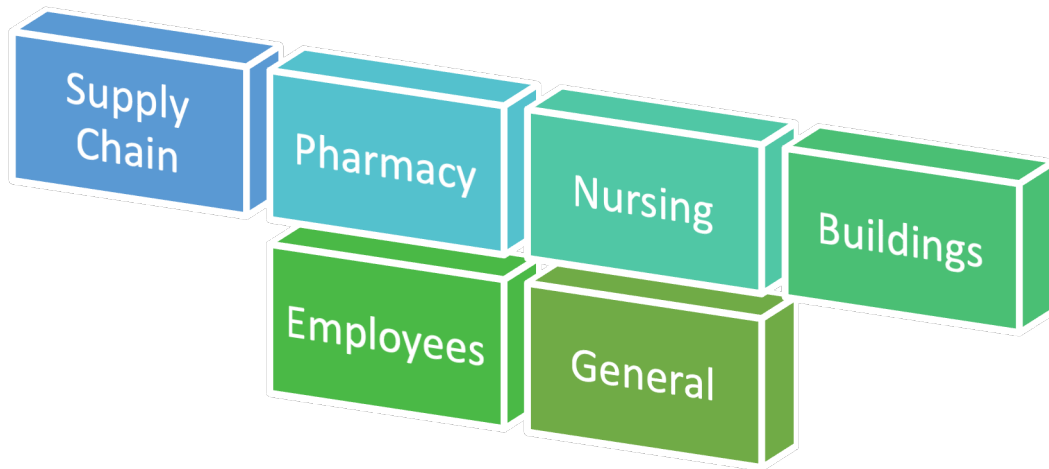 Supply
Chain
Pharmacy
Nursing
Buildings
Employees
General